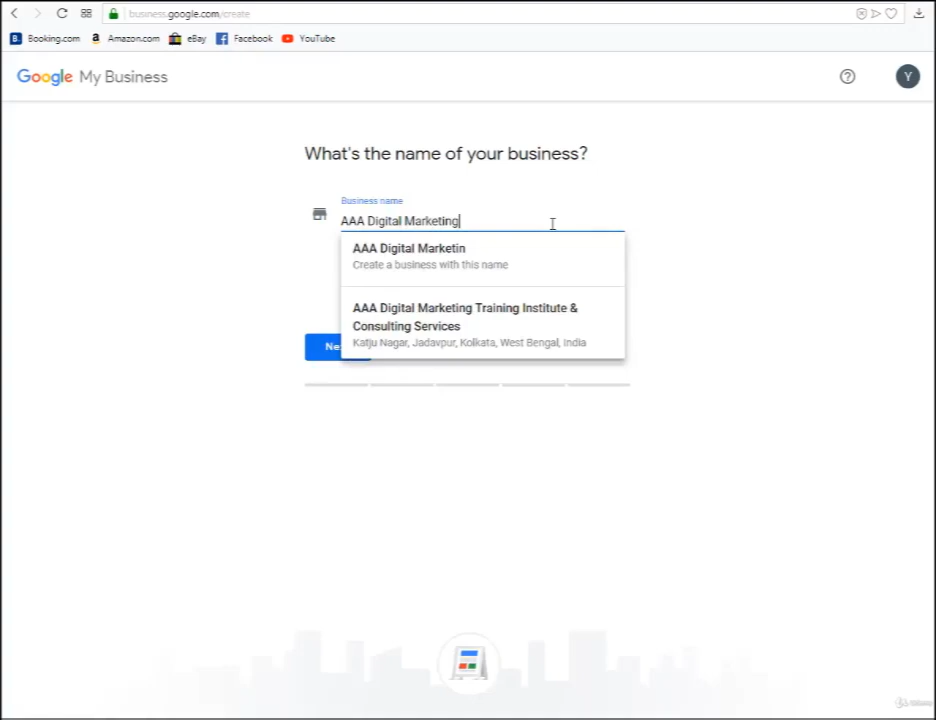 business.google.com/create
B. Booking.com a Amazon.com eBay Facebook YouTube
Google My Business
Y
What's the name of your business?
Business name
AAA Digital Marketing
AAA Digital Marketin
Create a business with this name
AAA Digital Marketing Training Institute &
Consulting Services
Katju Nagar, Jadavpur, Kolkata, West Bengal, India
Ne